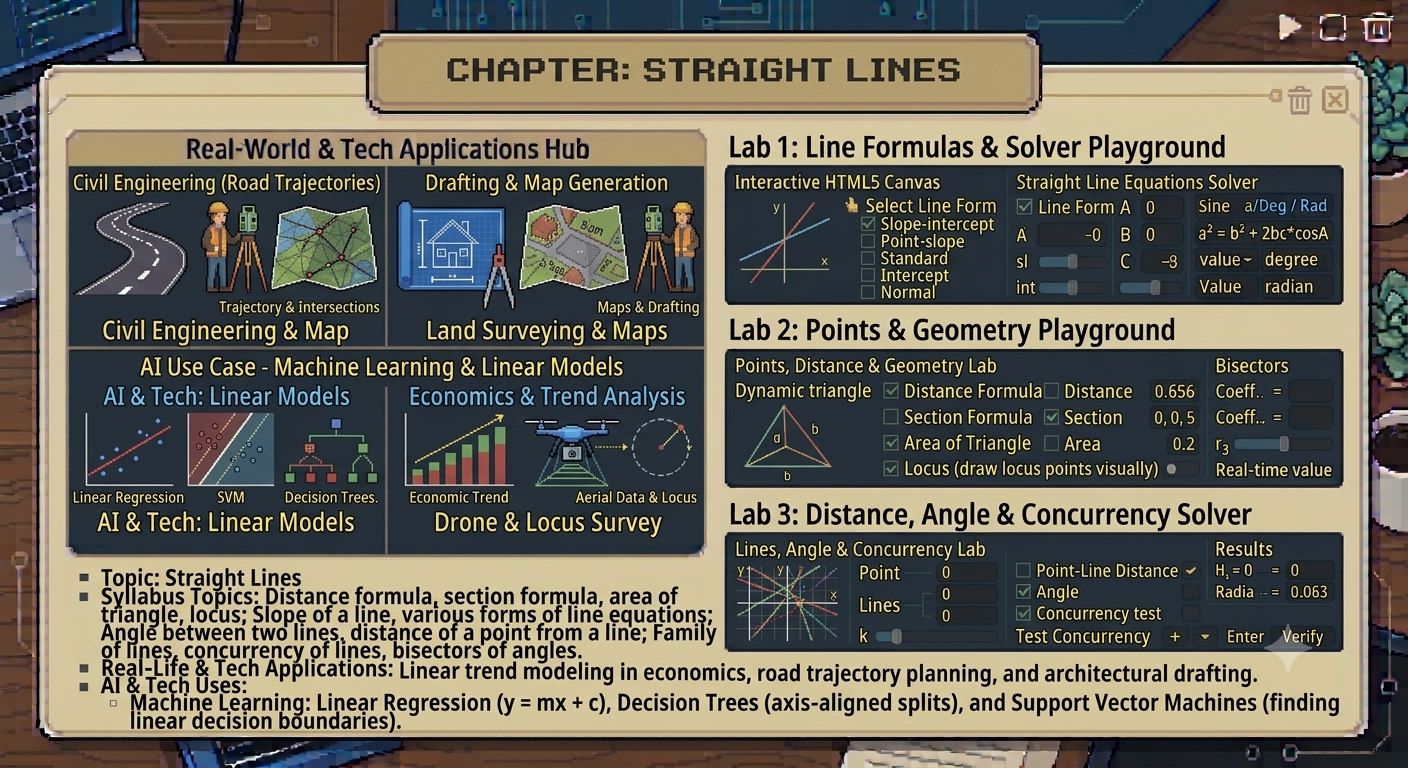 CHAPTER: STRAIGHT LINES
Real-World & Tech Applications Hub
Civil Engineering (Road Trajectories)
Trajectory & intersections
Civil Engineering & Map
Drafting & Map Generation
Maps & Drafting
Land Surveying & Maps
AI Use Case - Machine Learning & Linear Models
AI & Tech: Linear Models
Linear Regression
SVM
Decision Trees.
AI & Tech: Linear Models
Economics & Trend Analysis
Economic Trend
Aerial Data & Locus
Drone & Locus Survey
Topic: Straight Lines
Syllabus Topics: Distance formula, section formula, area of
triangle, locus; Slope of a line, various forms of line equations;
Angle between two lines, distance of a point from a line; Family
of lines, concurrency of lines, bisectors of angles.
Real-Life & Tech Applications: Linear trend modeling in economics, road trajectory planning, and architectural drafting.
AI & Tech Uses:
Machine Learning: Linear Regression (y = mx + c), Decision Trees (axis-aligned splits), and Support Vector Machines (finding
linear decision boundaries).
Lab 1: Line Formulas & Solver Playground
Interactive HTML5 Canvas
y
x
Select Line Form
Slope-intercept
Point-slope
Standard
Intercept
Normal
Straight Line Equations Solver
Line Form A 0
A -0 B 0
sl C -3
int
Sine a/Deg / Rad
a² = b² + 2bc*cosA
value degree
Value radian
Lab 2: Points & Geometry Playground
Points, Distance & Geometry Lab
Dynamic triangle
a
b
b
Distance Formula Distance 0.656
Section Formula Section 0, 0, 5
Area of Triangle Area 0.2
Locus (draw locus points visually)
Bisectors
Coeff.. =
Coeff.. =
r₃
Real-time value
Lab 3: Distance, Angle & Concurrency Solver
Lines, Angle & Concurrency Lab
y y
x
Point 0
Lines 0
0
k
Point-Line Distance
Angle
Concurrency test
Test Concurrency + Enter Verify
Results
= 0 = 0
Radia = 0.063